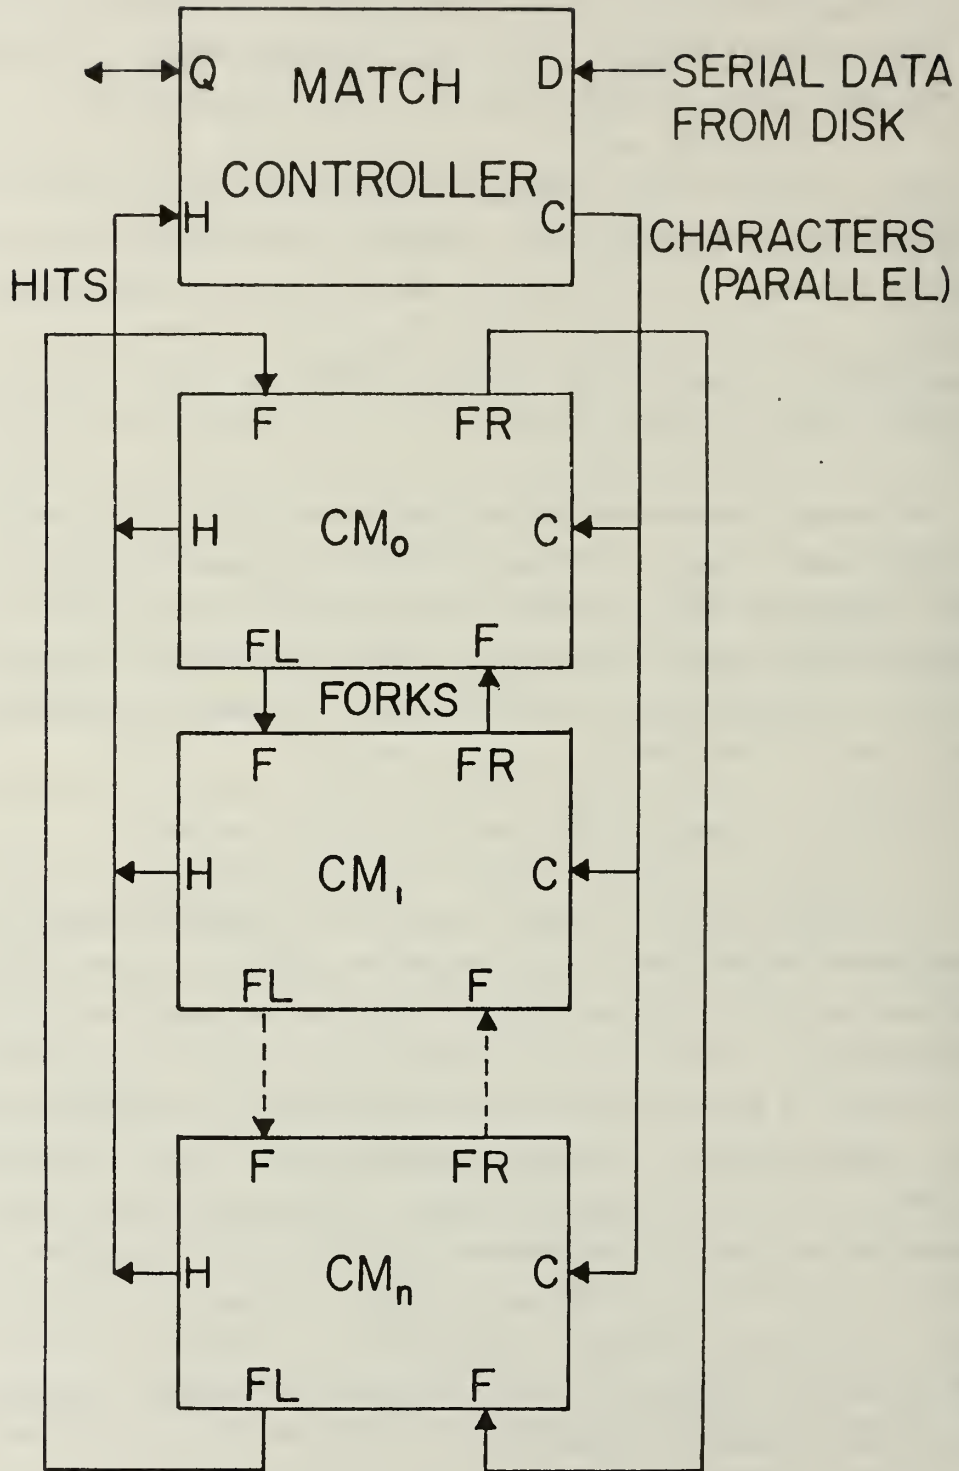 Q MATCH D SERIAL DATA
FROM DISK
CONTROLLER
H C CHARACTERS
(PARALLEL)
HITS
F FR
H CM₀ C
FL F
FORKS
F FR
H CM₁ C
FL F
F FR
H CMₙ C
FL F